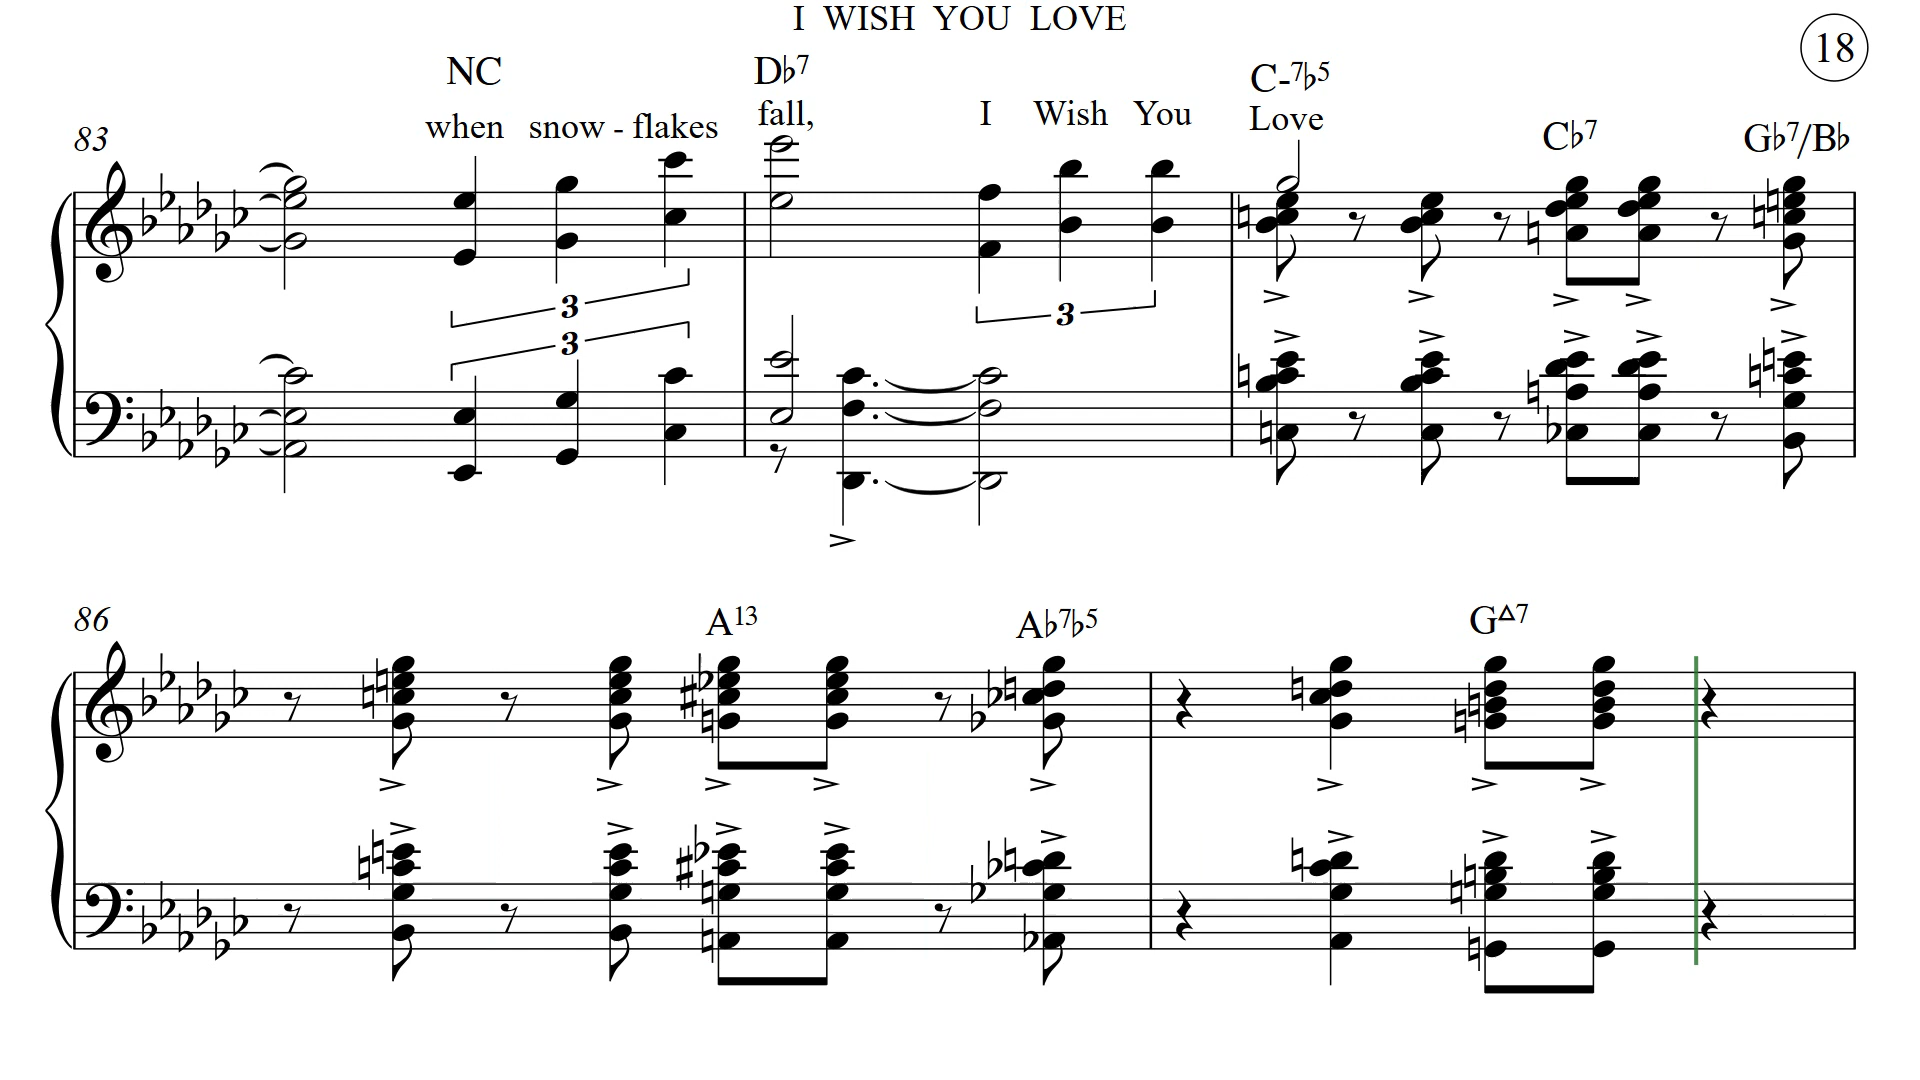 I WISH YOU LOVE
18
NC D♭7 C-7♭5 C♭7 G♭7/B♭
when snow - flakes fall, I Wish You Love
83
3 3
3
86
A13 A♭7♭5 G△7